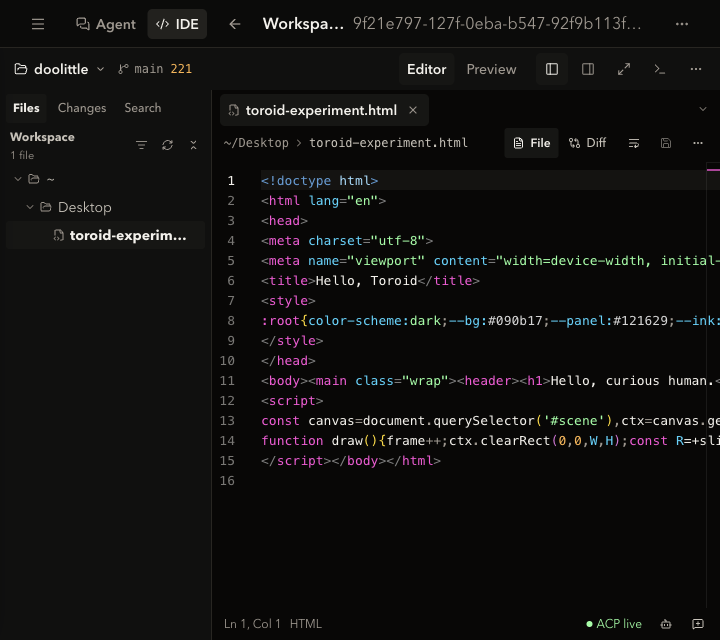 Agent
IDE
Workspa... 9f21e797-127f-0eba-b547-92f9b113f...
doolittle
main 221
Editor
Preview
Files
Changes
Search
Workspace
1 file
~
Desktop
toroid-experim...
toroid-experiment.html
~/Desktop > toroid-experiment.html
File
Diff
1 <!doctype html>
2 <html lang="en">
3 <head>
4 <meta charset="utf-8">
5 <meta name="viewport" content="width=device-width, initial-
6 <title>Hello, Toroid</title>
7 <style>
8 :root{color-scheme:dark;--bg:#090b17;--panel:#121629;--ink:
9 </style>
10 </head>
11 <body><main class="wrap"><header><h1>Hello, curious human.<
12 <script>
13 const canvas=document.querySelector('#scene'),ctx=canvas.ge
14 function draw(){frame++;ctx.clearRect(0,0,W,H);const R=+sli
15 </script></body></html>
16
Ln 1, Col 1 HTML
ACP live